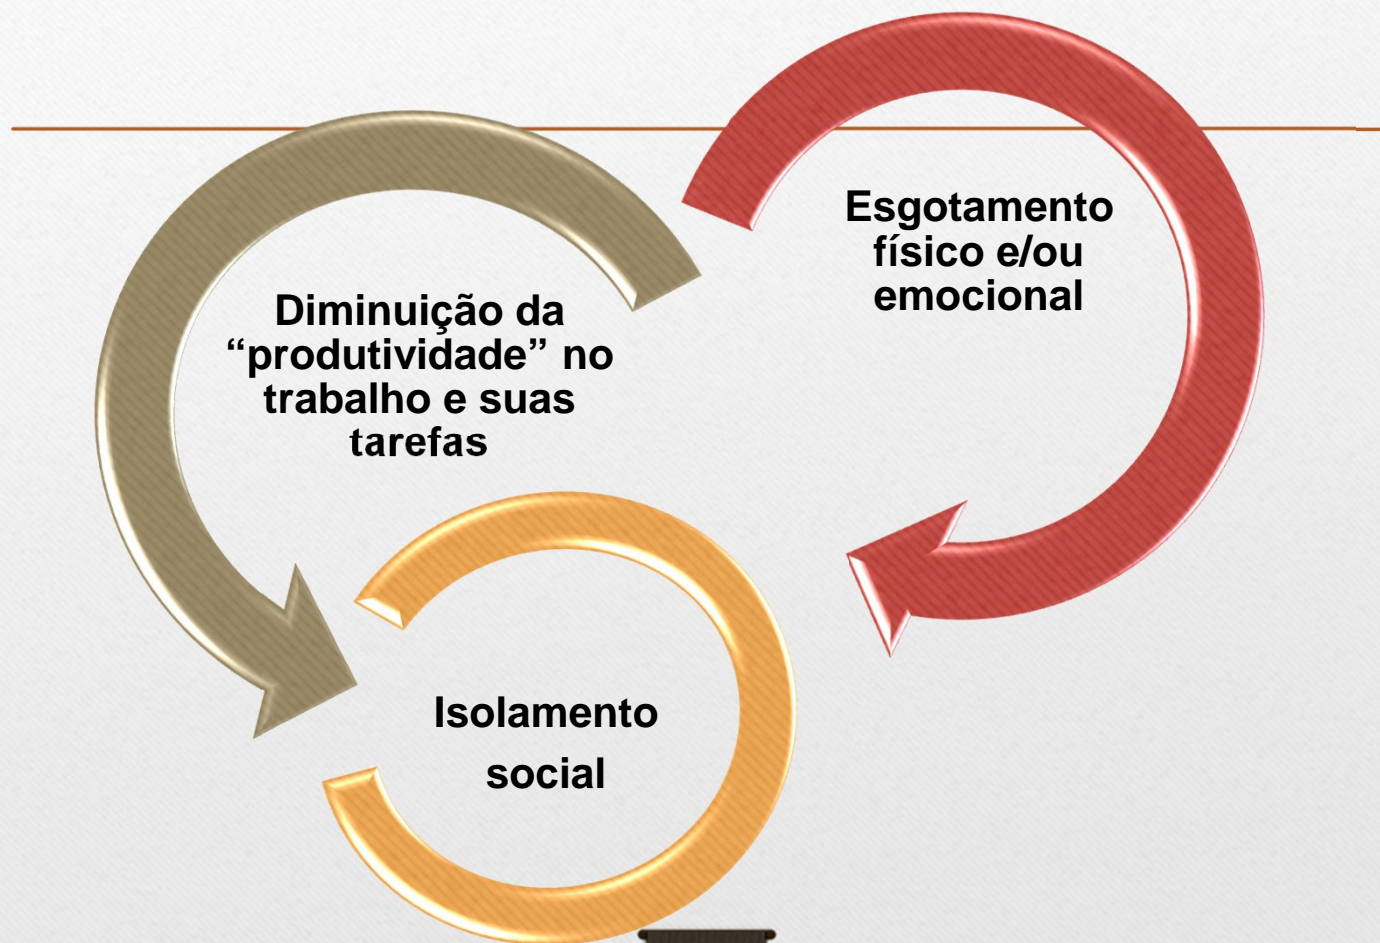 Esgotamento
físico e/ou
emocional
Diminuição da
“produtividade” no
trabalho e suas
tarefas
Isolamento
social